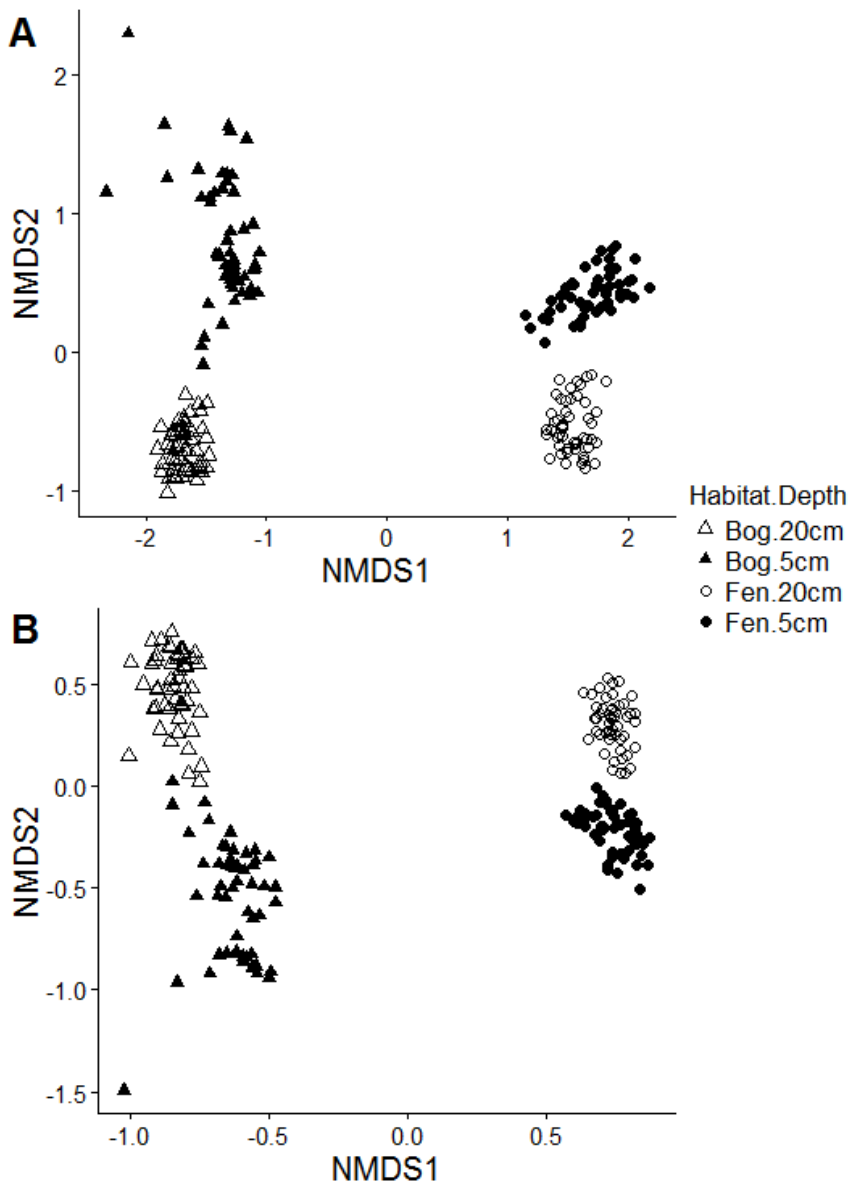 A
2
1
0
-1
NMDS2
-2
-1
0
1
2
NMDS1
Habitat.Depth
Bog.20cm
Bog.5cm
Fen.20cm
Fen.5cm
B
0.5
0.0
-0.5
-1.0
-1.5
NMDS2
-1.0
-0.5
0.0
0.5
NMDS1